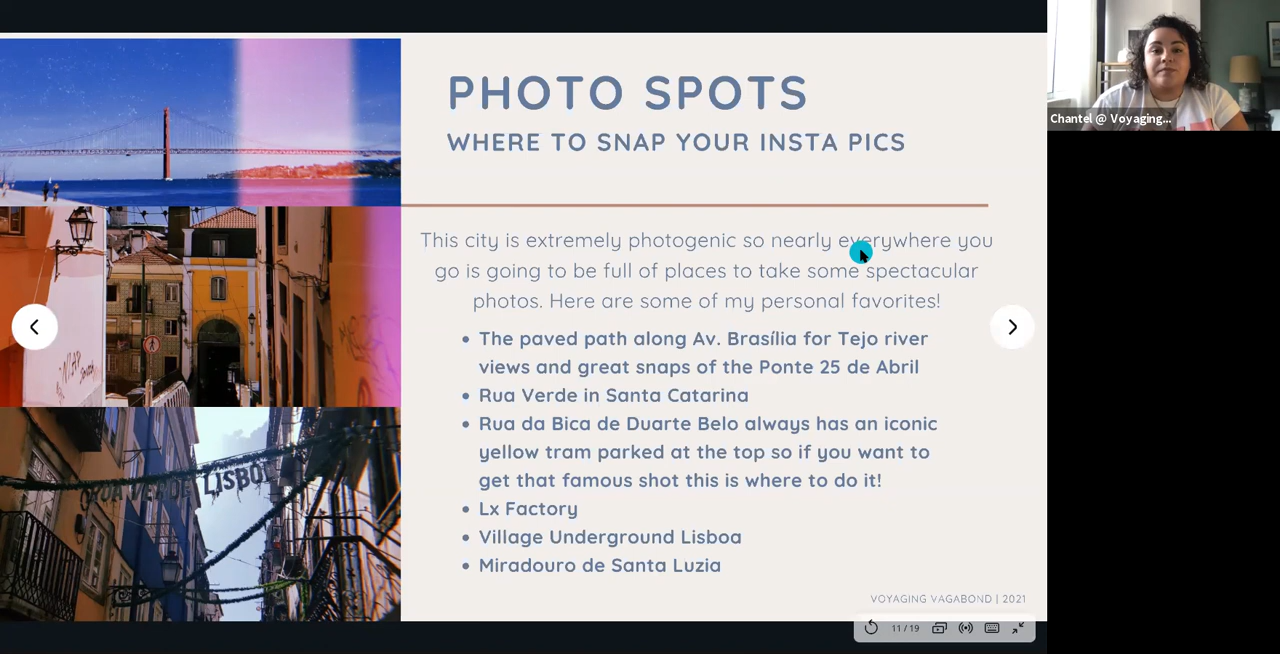 PHOTO SPOTS
WHERE TO SNAP YOUR INSTA PICS
This city is extremely photogenic so nearly everywhere you
go is going to be full of places to take some spectacular
photos. Here are some of my personal favorites!
• The paved path along Av. Brasília for Tejo river
views and great snaps of the Ponte 25 de Abril
• Rua Verde in Santa Catarina
• Rua da Bica de Duarte Belo always has an iconic
yellow tram parked at the top so if you want to
get that famous shot this is where to do it!
• Lx Factory
• Village Underground Lisboa
• Miradouro de Santa Luzia
VOYAGING VAGABOND | 2021
11 / 19
Chantel @ Voyaging...
RUA VERDE LISBOA